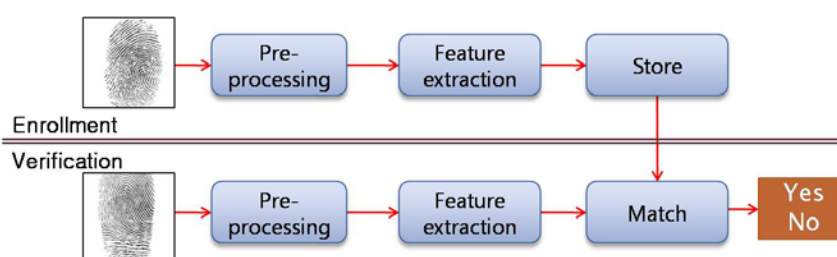 Pre-
processing
Feature
extraction
Store
Enrollment
Verification
Pre-
processing
Feature
extraction
Match
Yes
No